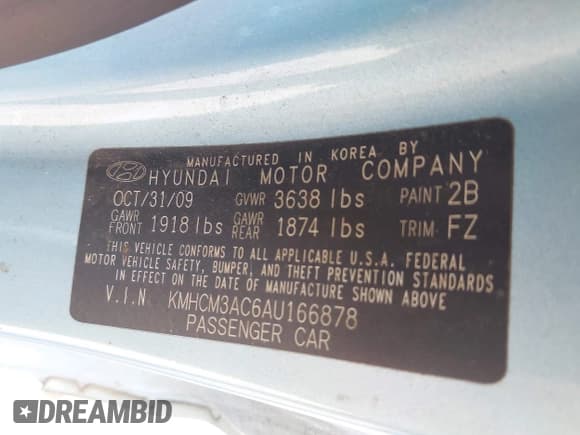 MANUFACTURED IN KOREA BY
HYUNDAI MOTOR COMPANY
OCT/31/09 GVWR 3638 lbs PAINT 2B
GAWR FRONT 1918 lbs GAWR REAR 1874 lbs TRIM FZ
THIS VEHICLE CONFORMS TO ALL APPLICABLE U.S.A. FEDERAL
MOTOR VEHICLE SAFETY, BUMPER, AND THEFT PREVENTION STANDARDS
IN EFFECT ON THE DATE OF MANUFACTURE SHOWN ABOVE
V.I.N KMHCM3AC6AU166878
PASSENGER CAR
DREAMBID